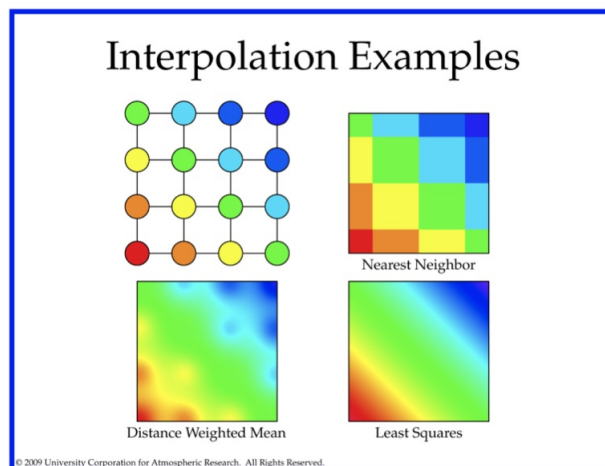 Interpolation Examples
Nearest Neighbor
Distance Weighted Mean
Least Squares
© 2009 University Corporation for Atmospheric Research. All Rights Reserved.